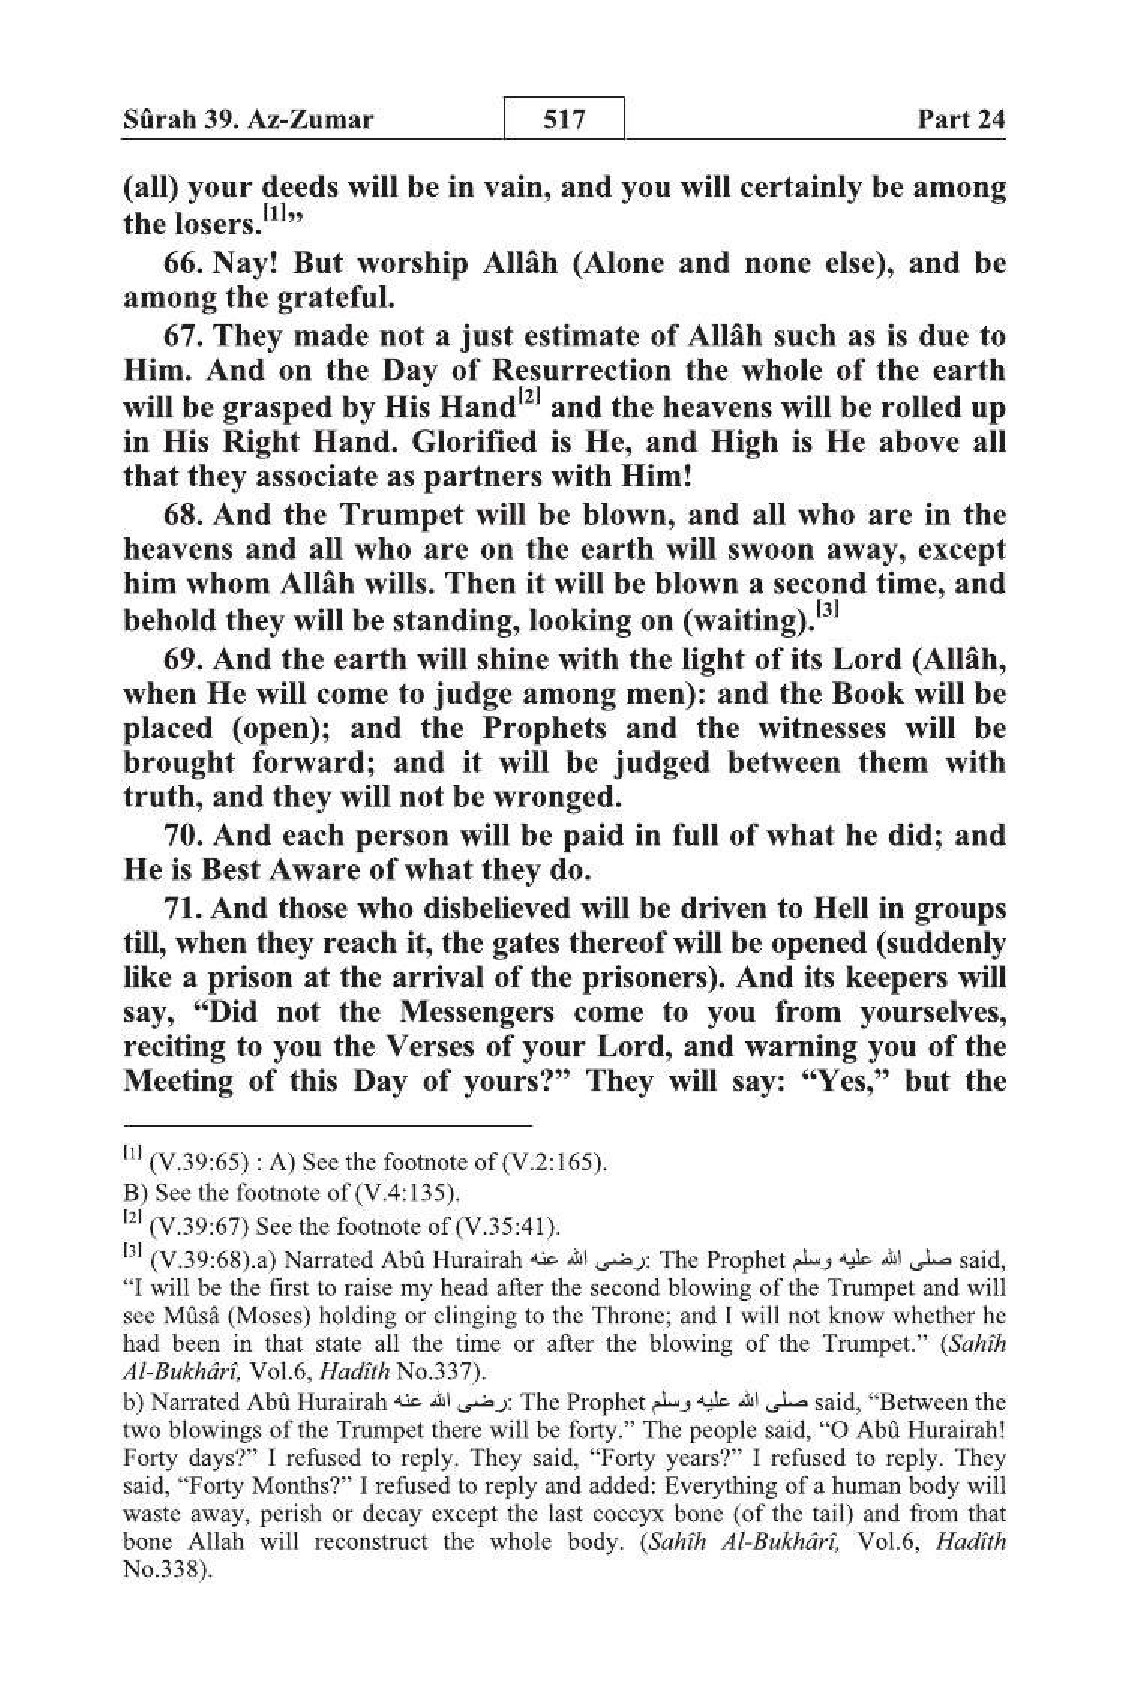 Sûrah 39. Az-Zumar 517 Part 24
(all) your deeds will be in vain, and you will certainly be among
the losers.[1]”
66. Nay! But worship Allâh (Alone and none else), and be
among the grateful.
67. They made not a just estimate of Allâh such as is due to
Him. And on the Day of Resurrection the whole of the earth
will be grasped by His Hand[2] and the heavens will be rolled up
in His Right Hand. Glorified is He, and High is He above all
that they associate as partners with Him!
68. And the Trumpet will be blown, and all who are in the
heavens and all who are on the earth will swoon away, except
him whom Allâh wills. Then it will be blown a second time, and
behold they will be standing, looking on (waiting).[3]
69. And the earth will shine with the light of its Lord (Allâh,
when He will come to judge among men): and the Book will be
placed (open); and the Prophets and the witnesses will be
brought forward; and it will be judged between them with
truth, and they will not be wronged.
70. And each person will be paid in full of what he did; and
He is Best Aware of what they do.
71. And those who disbelieved will be driven to Hell in groups
till, when they reach it, the gates thereof will be opened (suddenly
like a prison at the arrival of the prisoners). And its keepers will
say, “Did not the Messengers come to you from yourselves,
reciting to you the Verses of your Lord, and warning you of the
Meeting of this Day of yours?” They will say: “Yes,” but the
[1] (V.39:65) : A) See the footnote of (V.2:165).
B) See the footnote of (V.4:135).
[2] (V.39:67) See the footnote of (V.35:41).
[3] (V.39:68).a) Narrated Abû Hurairah رضى الله عنه: The Prophet صلى الله عليه وسلم said,
“I will be the first to raise my head after the second blowing of the Trumpet and will
see Mûsâ (Moses) holding or clinging to the Throne; and I will not know whether he
had been in that state all the time or after the blowing of the Trumpet.” (Sahîh
Al-Bukhârî, Vol.6, Hadîth No.337).
b) Narrated Abû Hurairah رضى الله عنه: The Prophet صلى الله عليه وسلم said, “Between the
two blowings of the Trumpet there will be forty.” The people said, “O Abû Hurairah!
Forty days?” I refused to reply. They said, “Forty years?” I refused to reply. They
said, “Forty Months?” I refused to reply and added: Everything of a human body will
waste away, perish or decay except the last coccyx bone (of the tail) and from that
bone Allah will reconstruct the whole body. (Sahîh Al-Bukhârî, Vol.6, Hadîth
No.338).